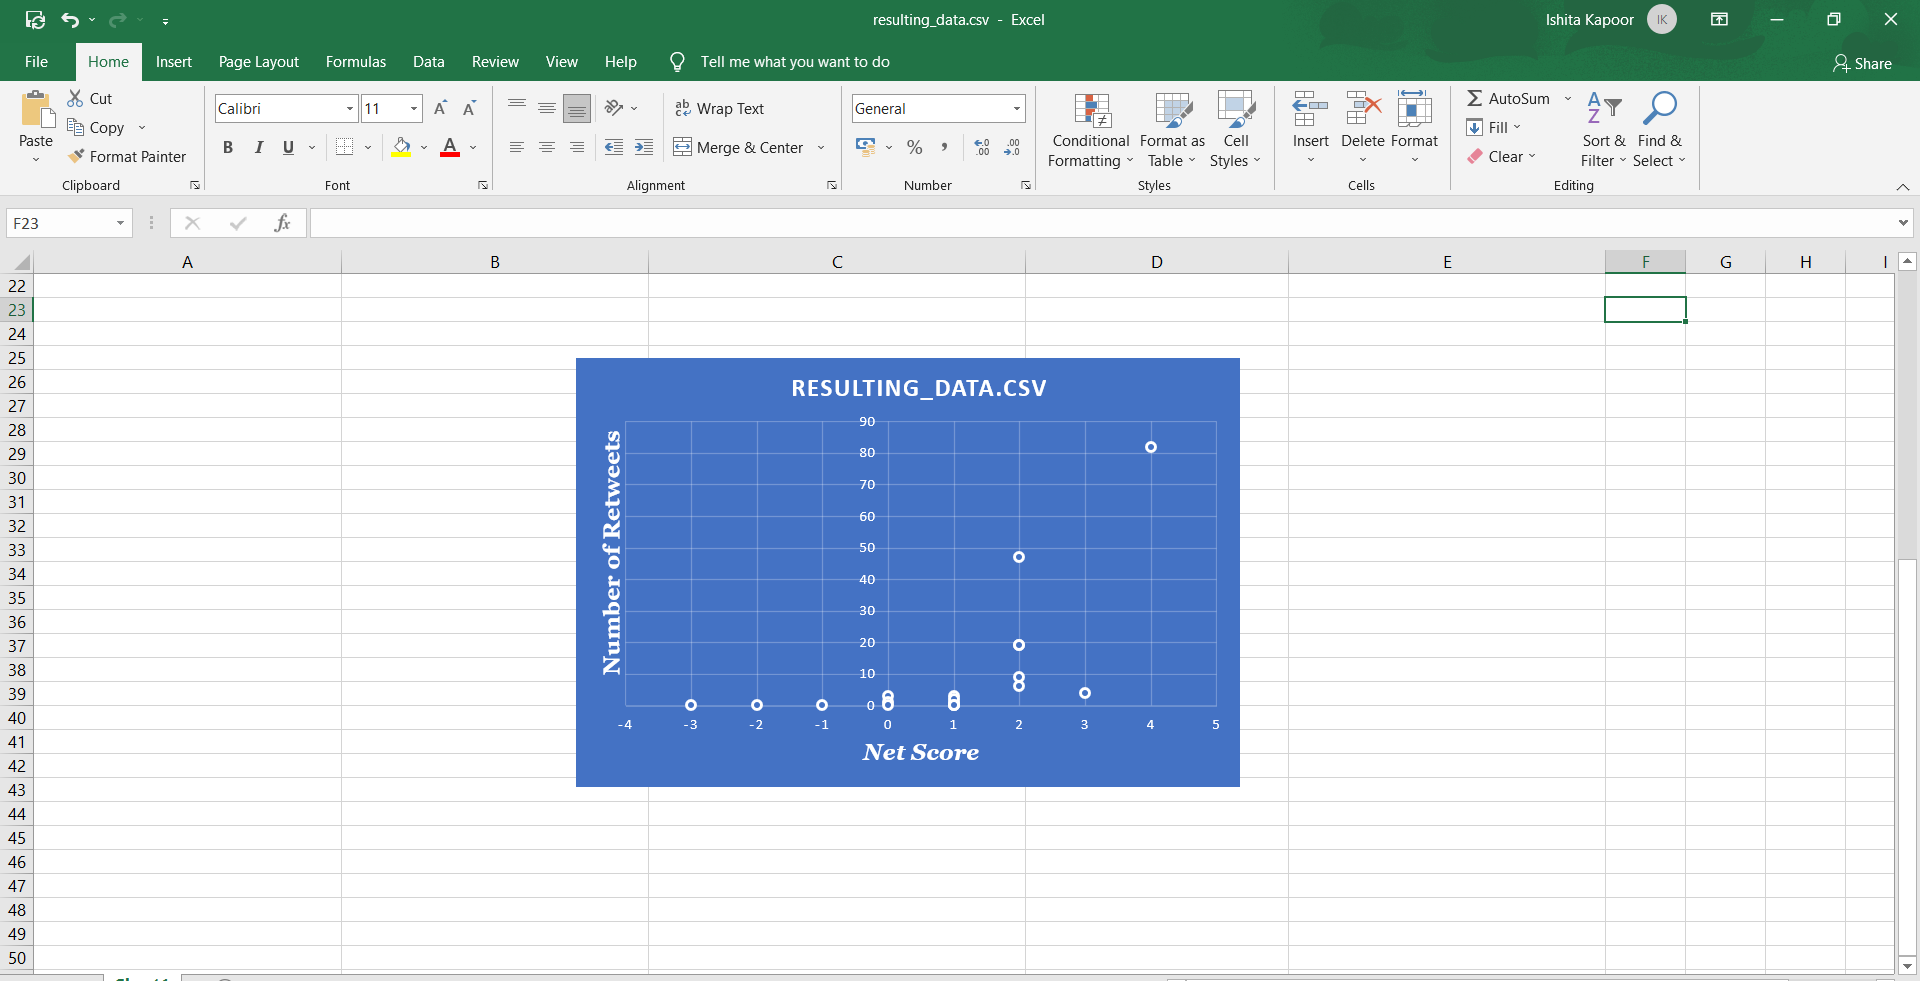 resulting_data.csv - Excel
Ishita Kapoor
IK
File Home Insert Page Layout Formulas Data Review View Help Tell me what you want to do
Share
Paste
Cut
Copy
Format Painter
Clipboard
Calibri 11
A A
B I U A
Font
Wrap Text
Merge & Center
Alignment
General
% ,
Number
Conditional Formatting
Format as Table
Cell Styles
Styles
Insert Delete Format
Cells
AutoSum
Fill
Clear
Sort & Filter
Find & Select
Editing
F23
fx
A B C D E F G H I
22
23
24
25
26
27
28
29
30
31
32
33
34
35
36
37
38
39
40
41
42
43
44
45
46
47
48
49
50
RESULTING_DATA.CSV
Number of Retweets
90
80
70
60
50
40
30
20
10
0
-4 -3 -2 -1 0 1 2 3 4 5
Net Score